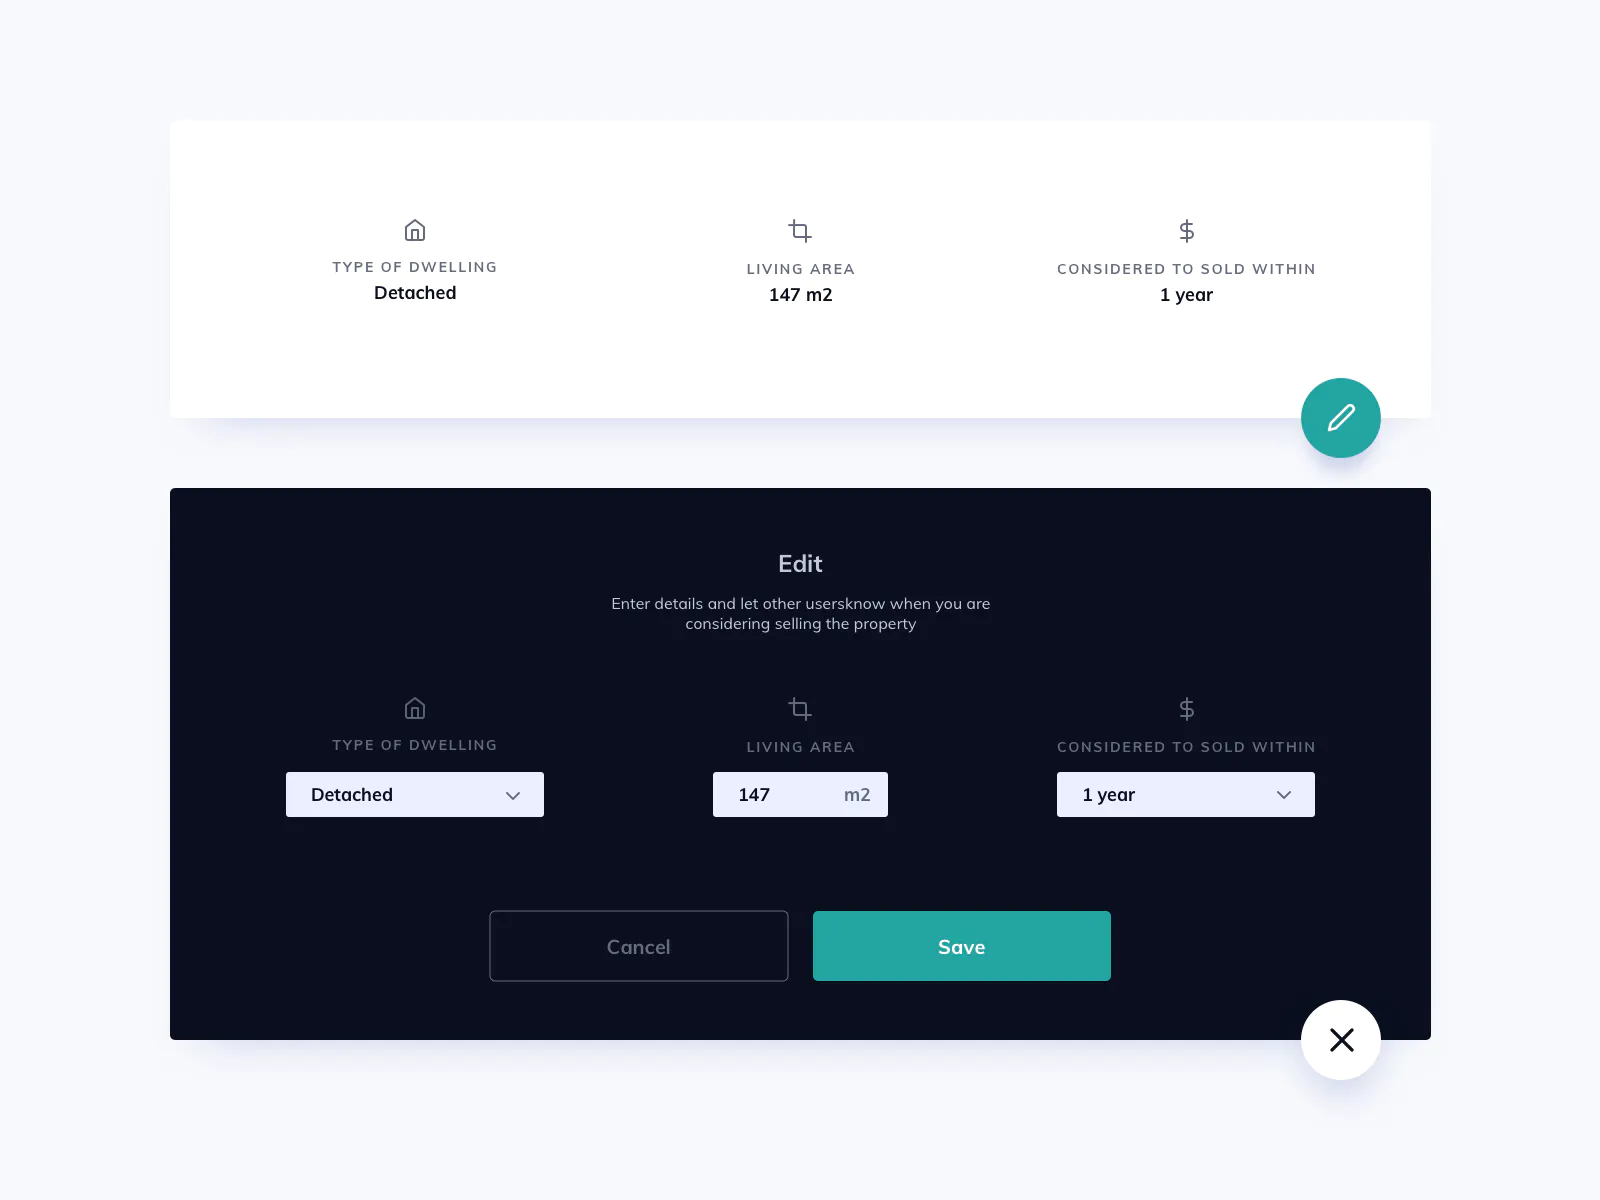 TYPE OF DWELLING
Detached
LIVING AREA
147 m2
CONSIDERED TO SOLD WITHIN
1 year
Edit
Enter details and let other usersknow when you are
considering selling the property
TYPE OF DWELLING
Detached
LIVING AREA
147 m2
CONSIDERED TO SOLD WITHIN
1 year
Cancel
Save